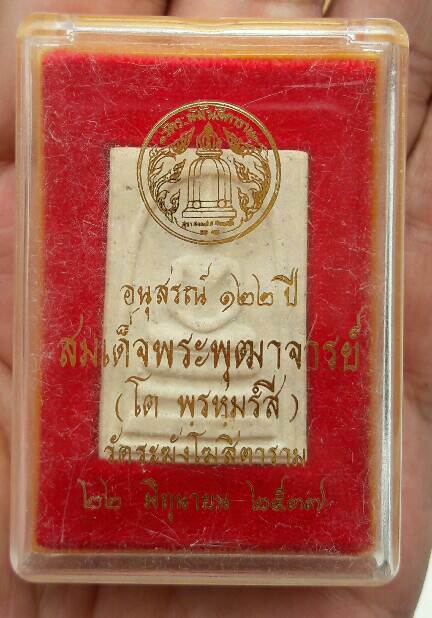 อนุสรณ์ ๑๒๒ ปี
สมเด็จพระพุฒาจารย์
(โต พรหมรํสี)
วัดระฆังโฆสิตาราม
๒๒ มิถุนายน ๒๕๓๗